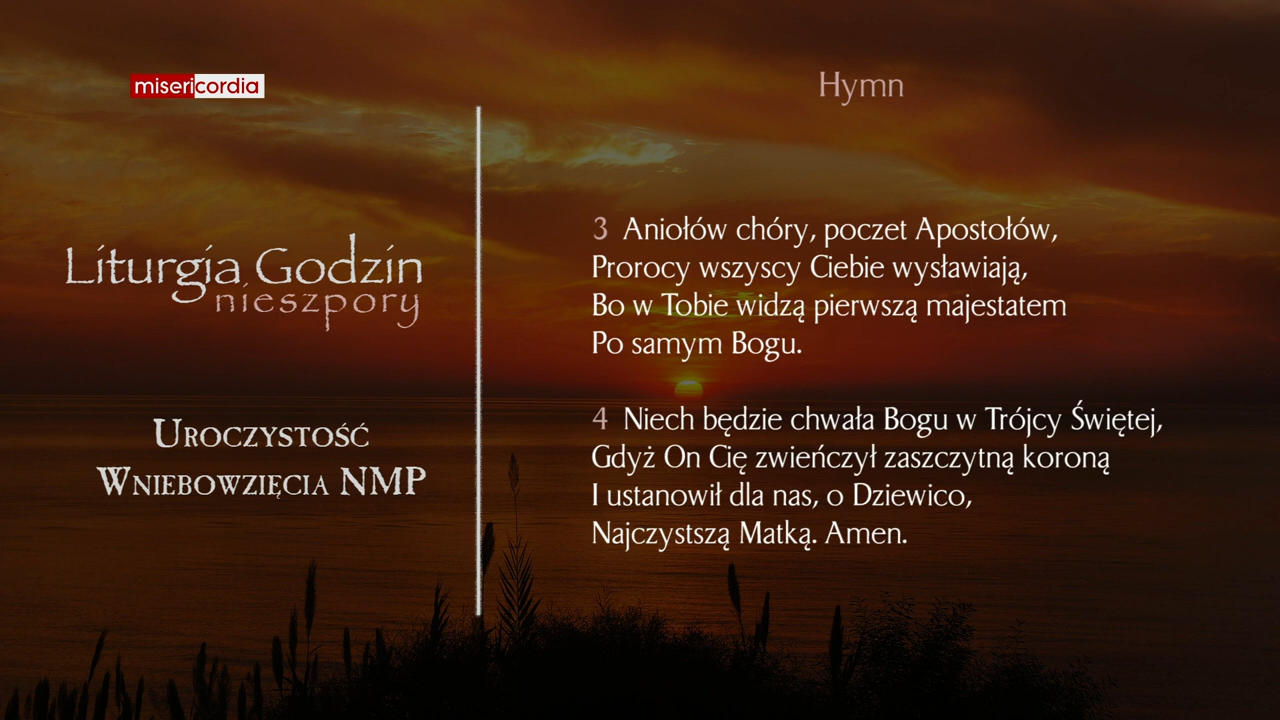 misericordia
Hymn
Liturgia Godzin
nieszpory
Uroczystość
Wniebowzięcia NMP
3 Aniołów chóry, poczet Apostołów,
Prorocy wszyscy Ciebie wysławiają,
Bo w Tobie widzą pierwszą majestatem
Po samym Bogu.
4 Niech będzie chwała Bogu w Trójcy Świętej,
Gdyż On Cię zwieńczył zaszczytną koroną
I ustanowił dla nas, o Dziewico,
Najczystszą Matką. Amen.